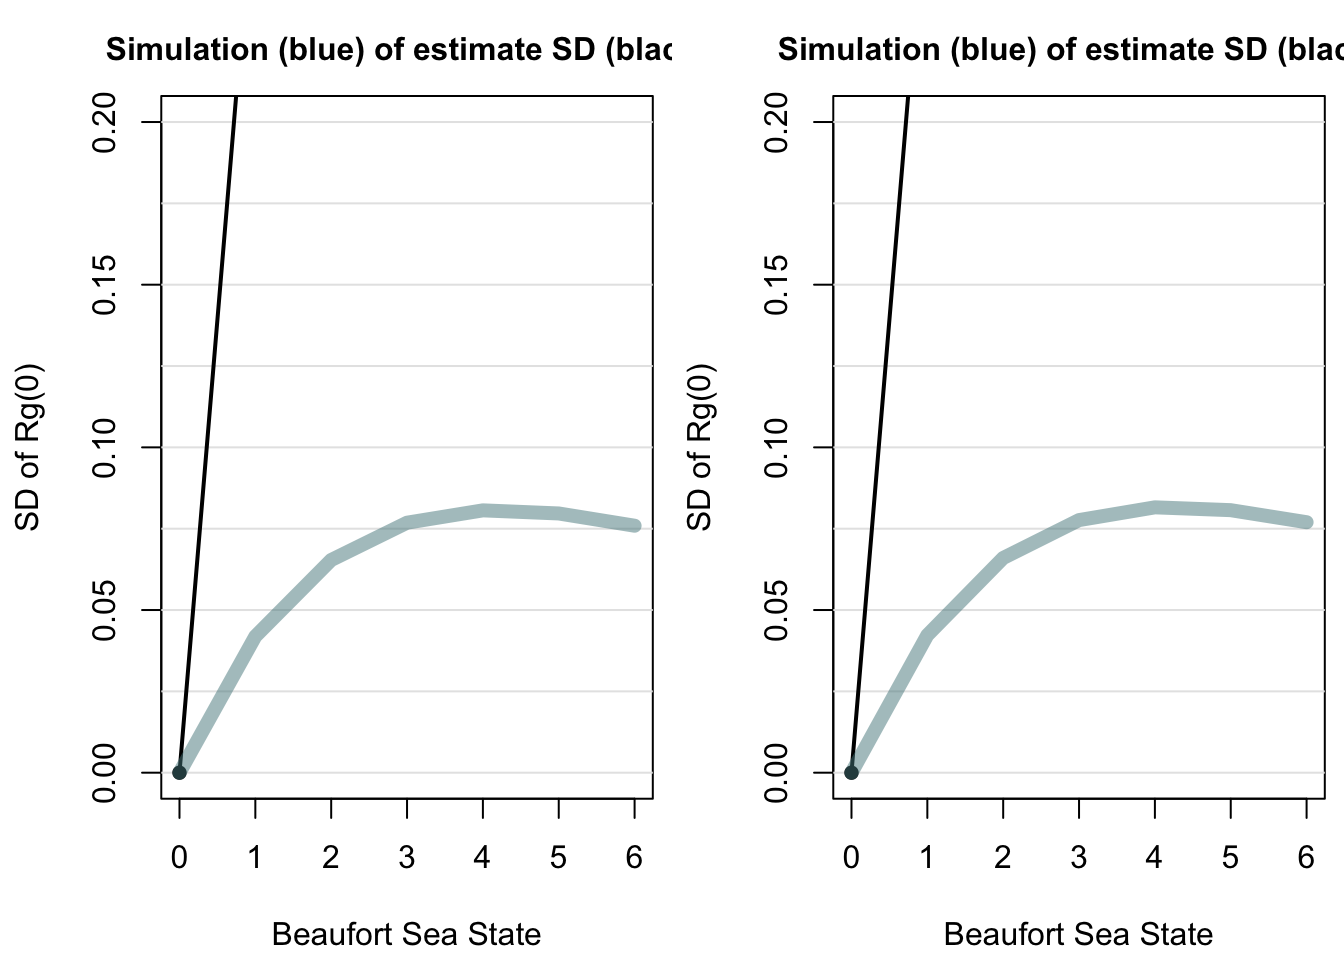 Simulation (blue) of estimate SD (blac
SD of Rg(0)
0.20
0.15
0.10
0.05
0.00
0 1 2 3 4 5 6
Beaufort Sea State
Simulation (blue) of estimate SD (blac
SD of Rg(0)
0.20
0.15
0.10
0.05
0.00
0 1 2 3 4 5 6
Beaufort Sea State